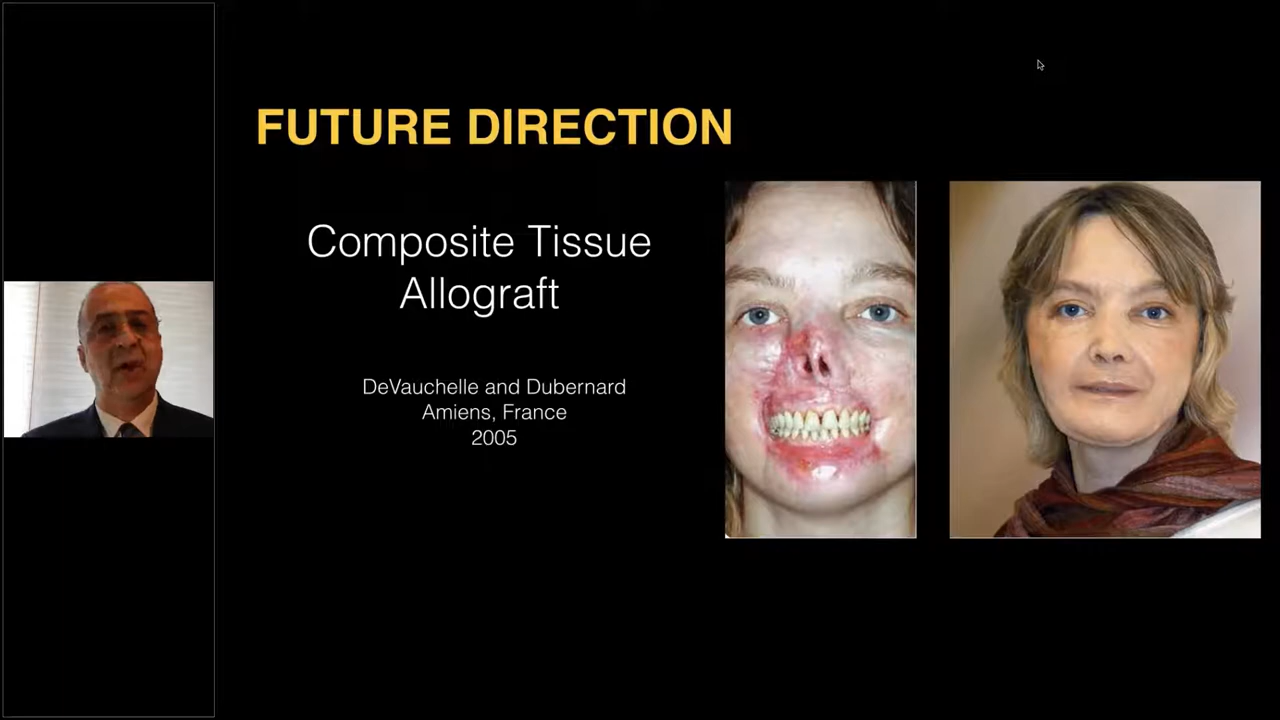 FUTURE DIRECTION
Composite Tissue
Allograft
DeVauchelle and Dubernard
Amiens, France
2005